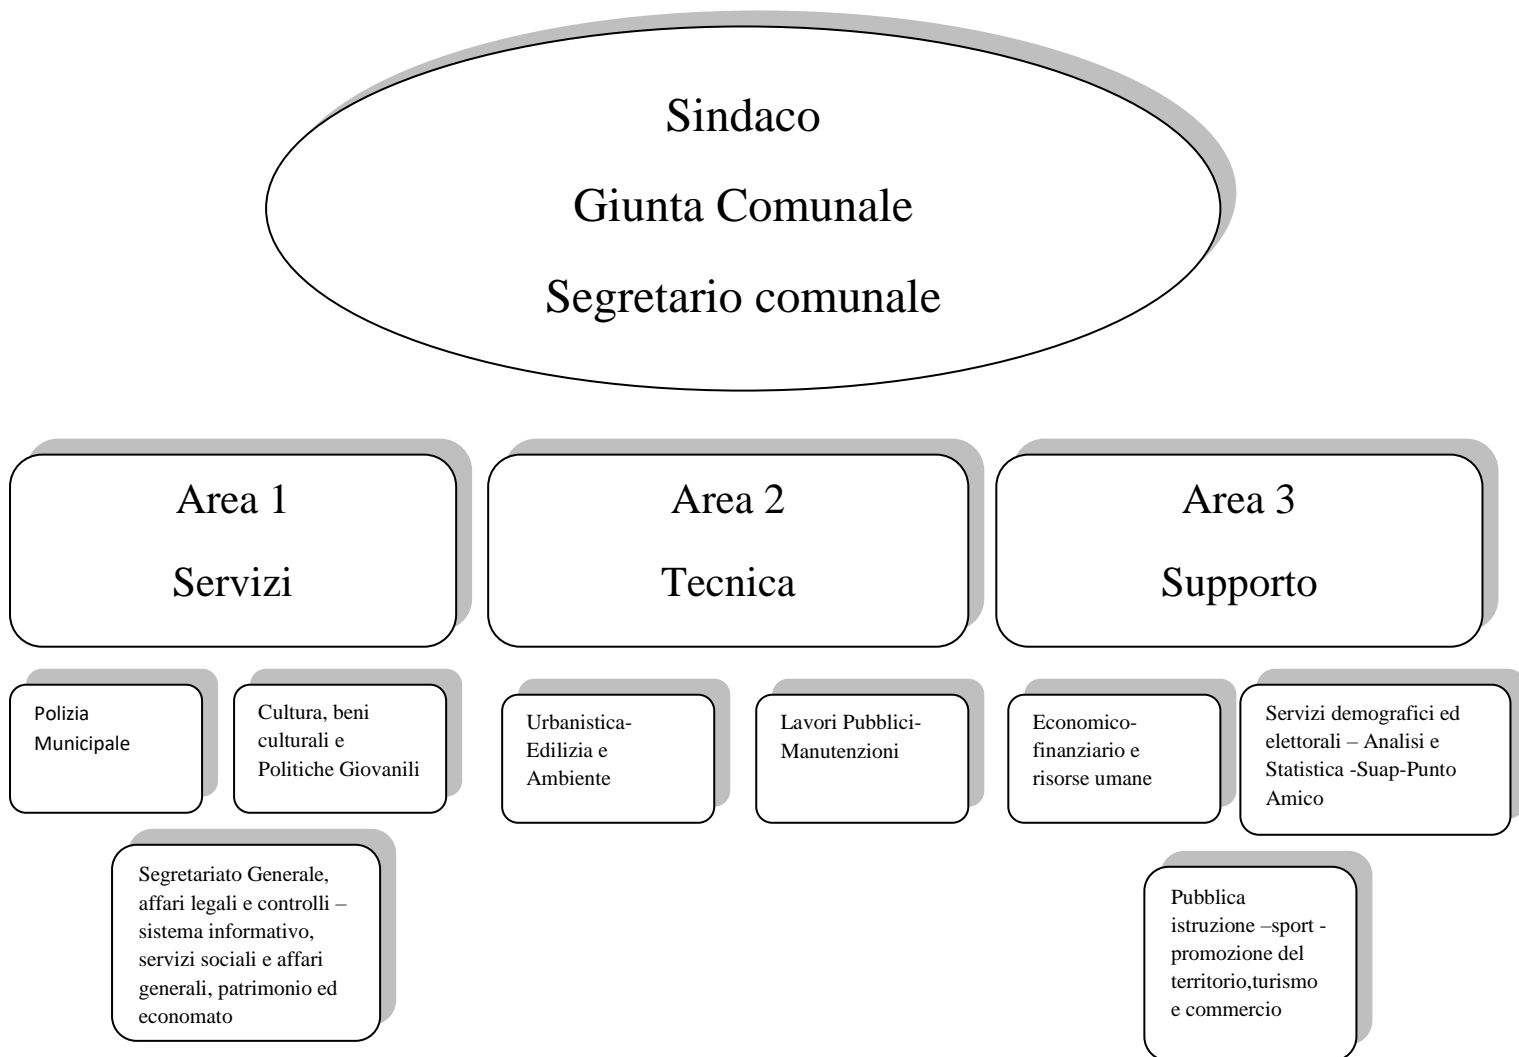 Sindaco
Giunta Comunale
Segretario comunale
Area 1
Servizi
Area 2
Tecnica
Area 3
Supporto
Polizia
Municipale
Cultura, beni
culturali e
Politiche Giovanili
Urbanistica-
Edilizia e
Ambiente
Lavori Pubblici-
Manutenzioni
Economico-
finanziario e
risorse umane
Servizi demografici ed
elettorali – Analisi e
Statistica -Suap-Punto
Amico
Segretariato Generale,
affari legali e controlli –
sistema informativo,
servizi sociali e affari
generali, patrimonio ed
economato
Pubblica
istruzione –sport -
promozione del
territorio,turismo
e commercio